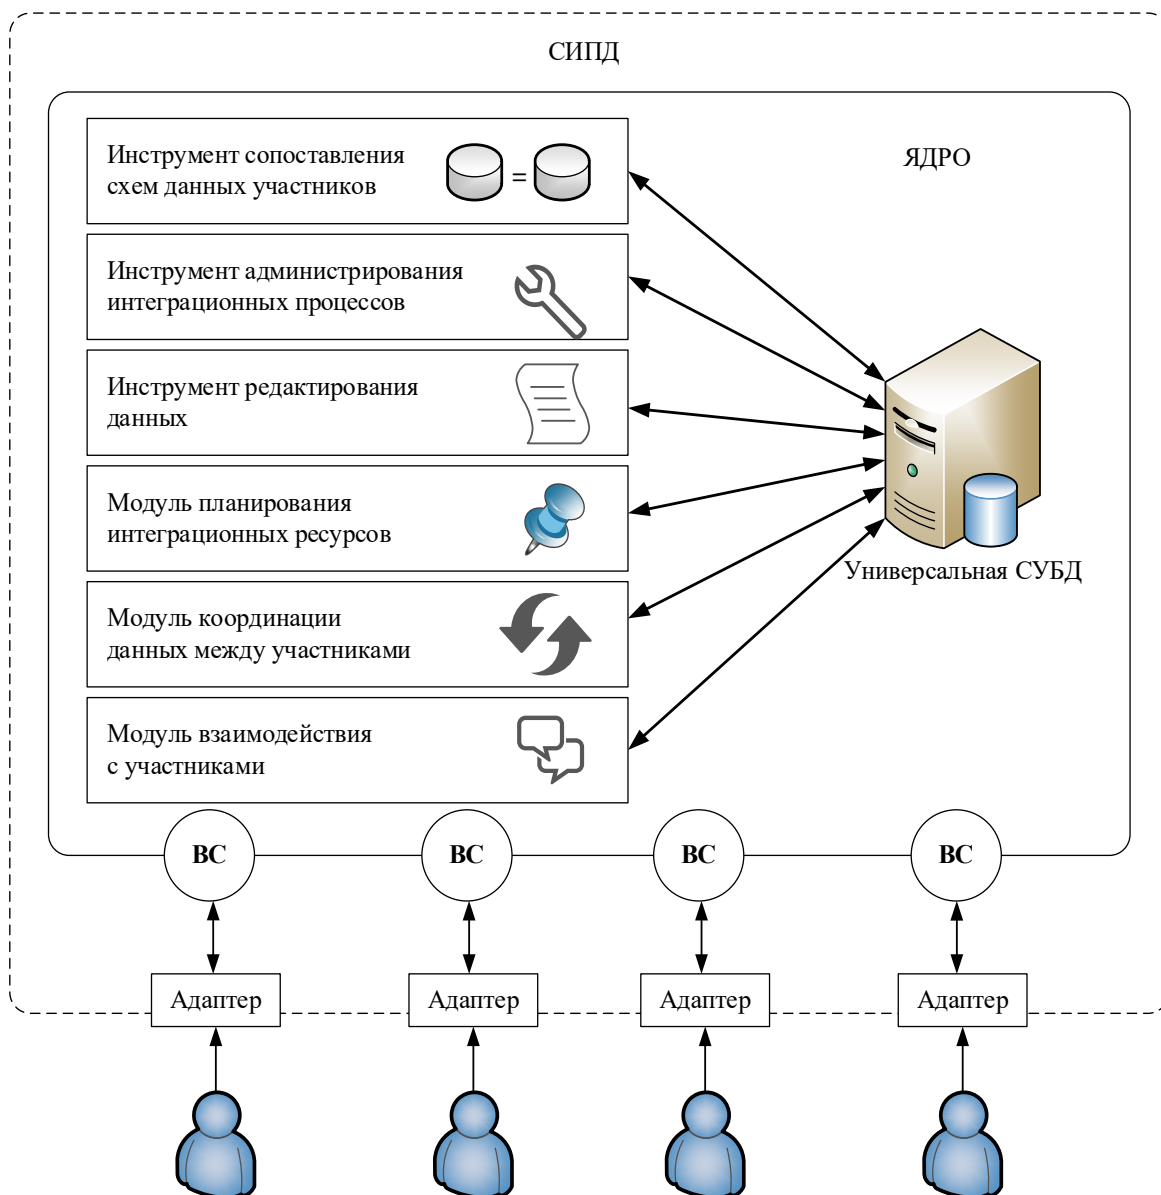 СИПД
ЯДРО
Инструмент сопоставления
схем данных участников
=
Инструмент администрирования
интеграционных процессов
Инструмент редактирования
данных
Модуль планирования
интеграционных ресурсов
Универсальная СУБД
Модуль координации
данных между участниками
Модуль взаимодействия
с участниками
ВС ВС ВС ВС
Адаптер Адаптер Адаптер Адаптер